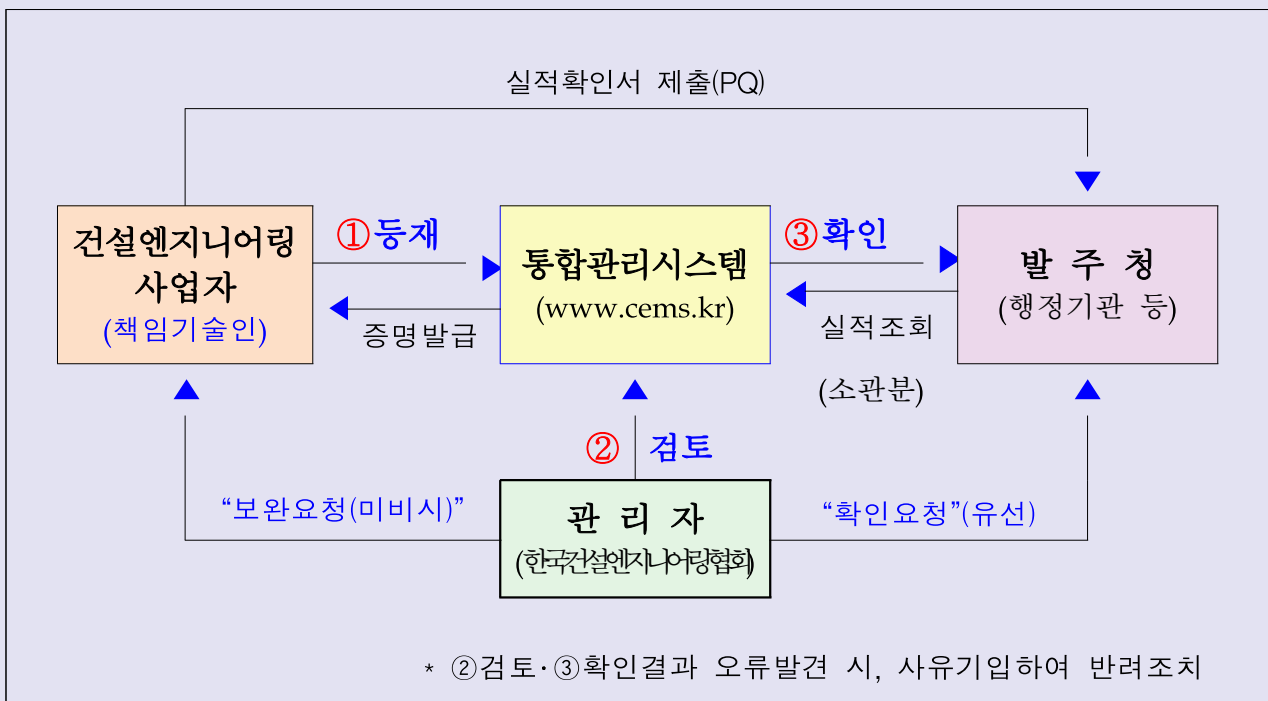 실적확인서 제출(PQ)
건설엔지니어링
사업자
(책임기술인)
①등재
증명발급
통합관리시스템
(www.cems.kr)
③확인
실적조회
(소관분)
발 주 청
(행정기관 등)
② 검토
“보완요청(미비시)”
관 리 자
(한국건설엔지니어링협회)
“확인요청”(유선)
* ②검토·③확인결과 오류발견 시, 사유기입하여 반려조치